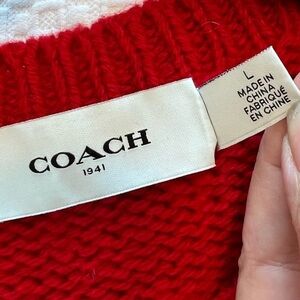 COACH
1941
L
MADE IN
CHINA
FABRIQUÉ
EN CHINE